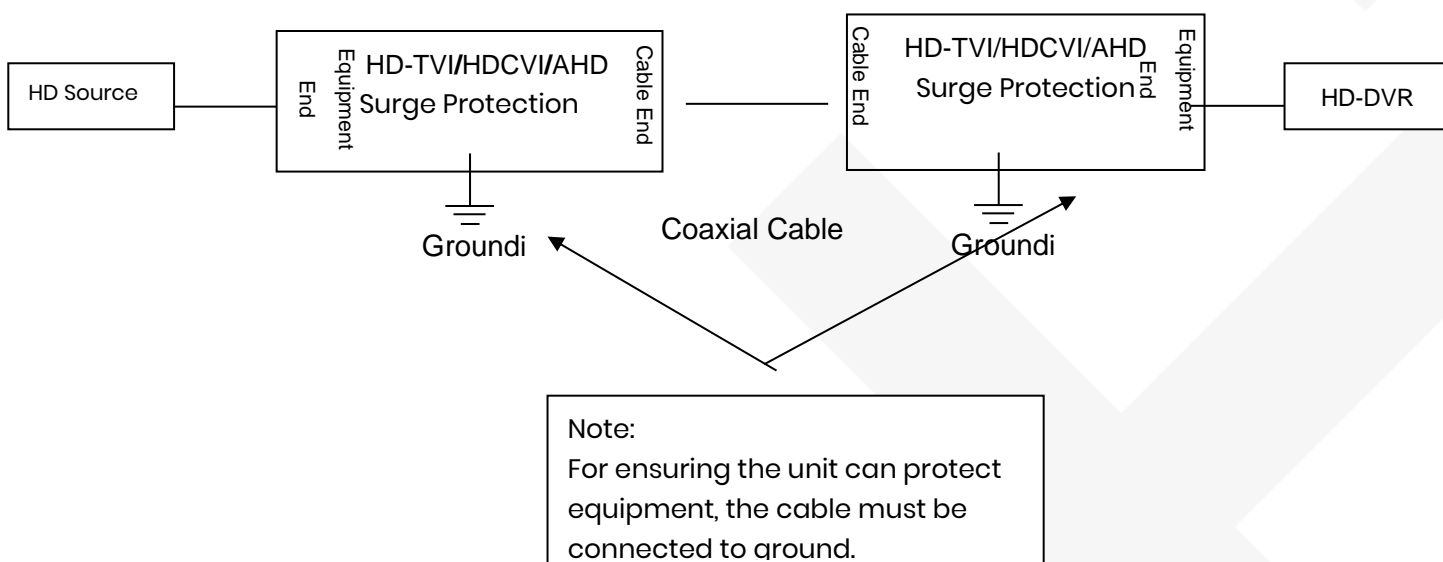 HD Source
Equipment
End
HD-TVI/HDCVI/AHD
Surge Protection
Cable End
Groundi
Coaxial Cable
Cable End
HD-TVI/HDCVI/AHD
Surge Protection
Equipment
End
Groundi
HD-DVR
Note:
For ensuring the unit can protect
equipment, the cable must be
connected to ground.